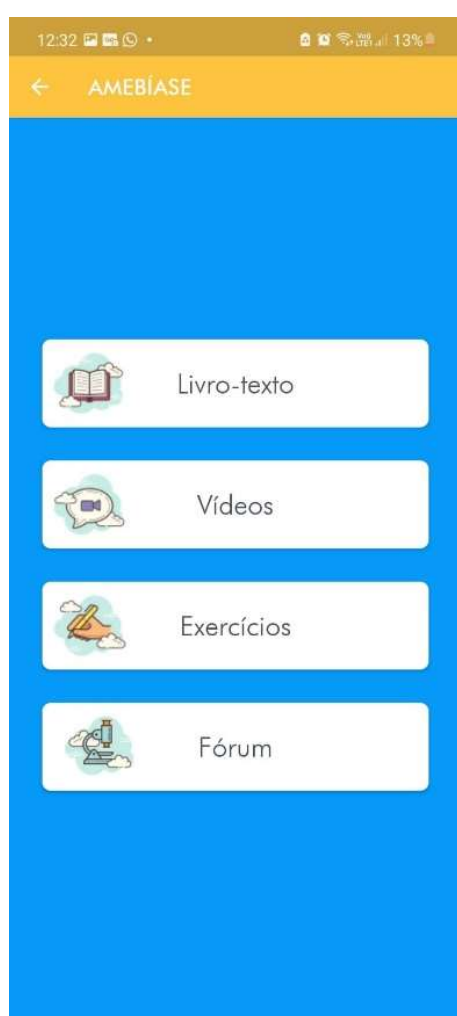 12:32
13%
AMEBÍASE
Livro-texto
Vídeos
Exercícios
Fórum